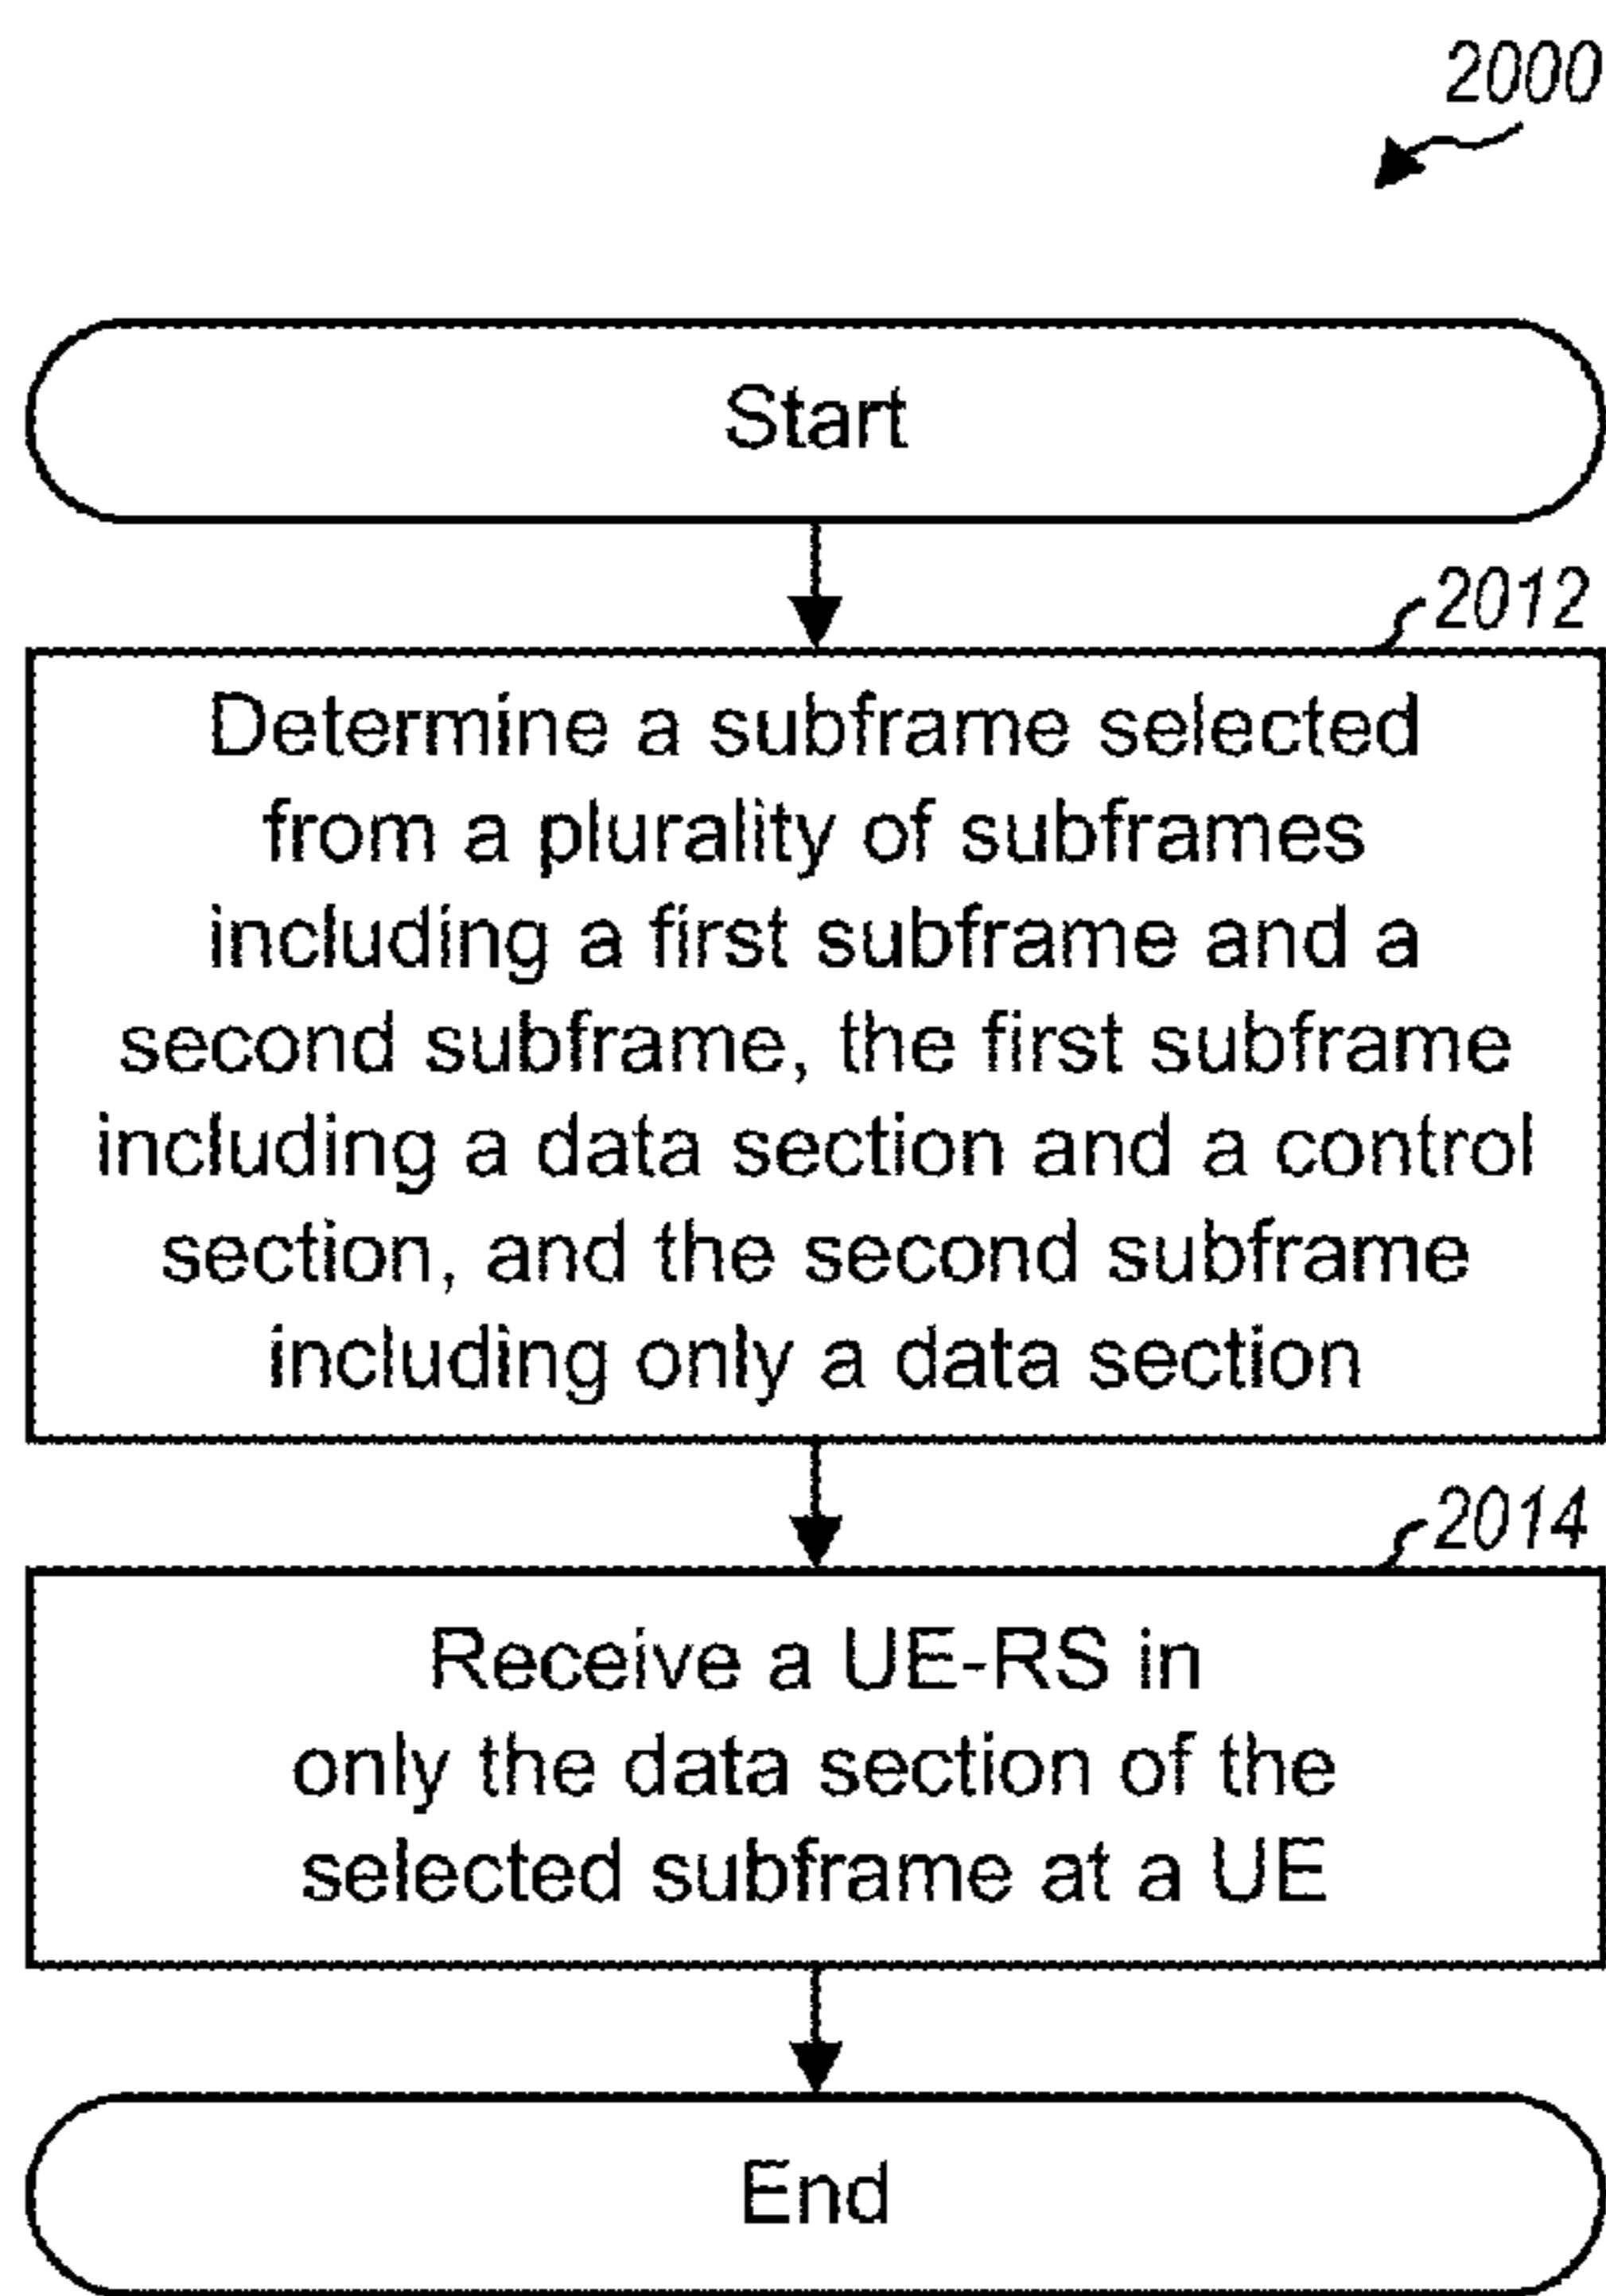 2000
Start
2012
Determine a subframe selected
from a plurality of subframes
including a first subframe and a
second subframe, the first subframe
including a data section and a control
section, and the second subframe
including only a data section
2014
Receive a UE-RS in
only the data section of the
selected subframe at a UE
End